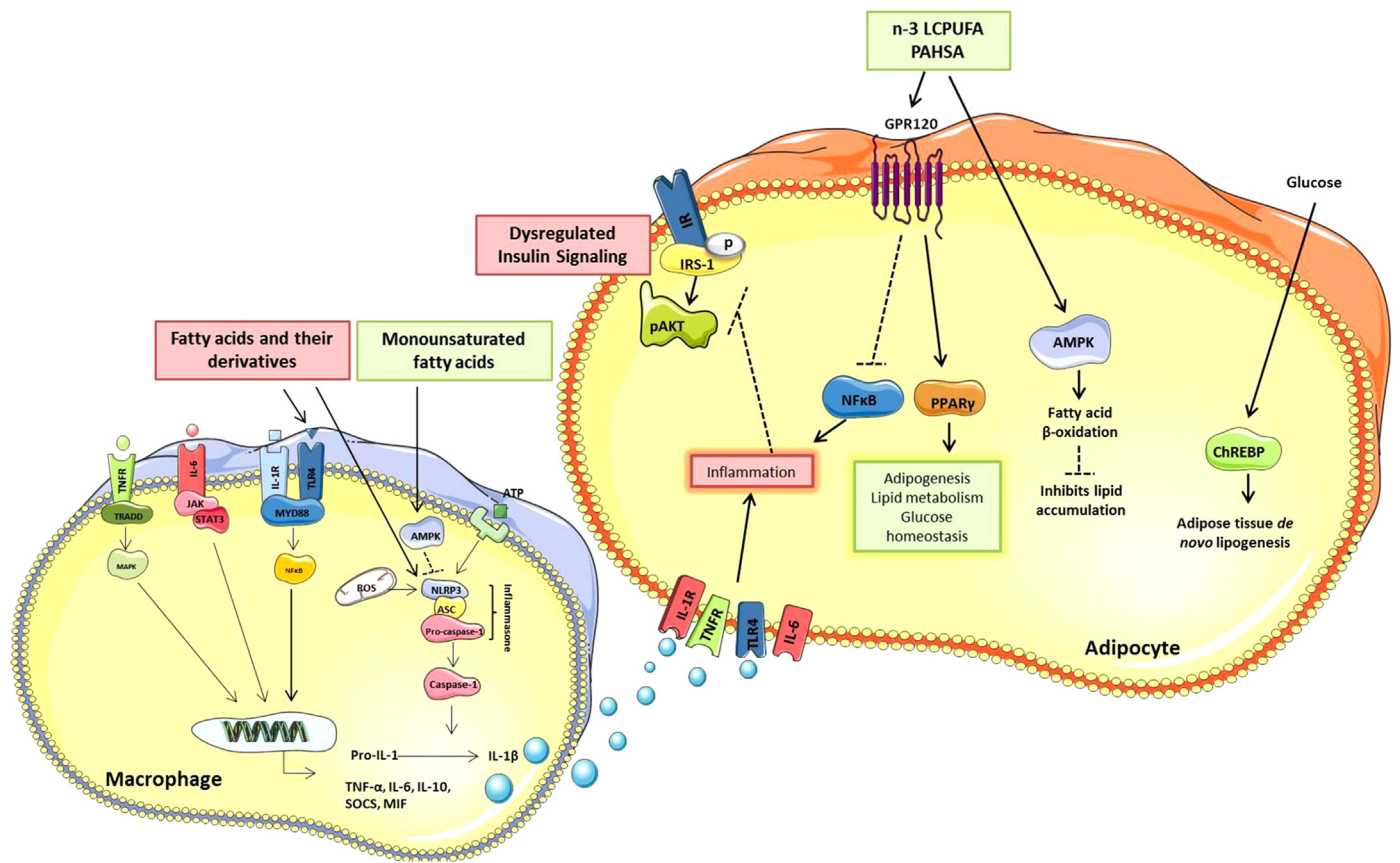 n-3 LCPUFA
PAHSA
GPR120
Glucose
IR
p
IRS-1
pAKT
Dysregulated
Insulin Signaling
Fatty acids and their
derivatives
Monounsaturated
fatty acids
AMPK
Fatty acid
β-oxidation
Inhibits lipid
accumulation
NFκB
PPARγ
Inflammation
Adipogenesis
Lipid metabolism
Glucose
homeostasis
ChREBP
Adipose tissue de
novo lipogenesis
Adipocyte
IL-1R
TNFR
TLR4
IL-6
TNFR
TRADD
MAPK
IL-6
JAK
STAT3
IL-1R
TLR4
MYD88
NFκB
ATP
AMPK
ROS
NLRP3
ASC
Pro-caspase-1
Inflammasone
Caspase-1
Pro-IL-1
IL-1β
TNF-α, IL-6, IL-10,
SOCS, MIF
Macrophage